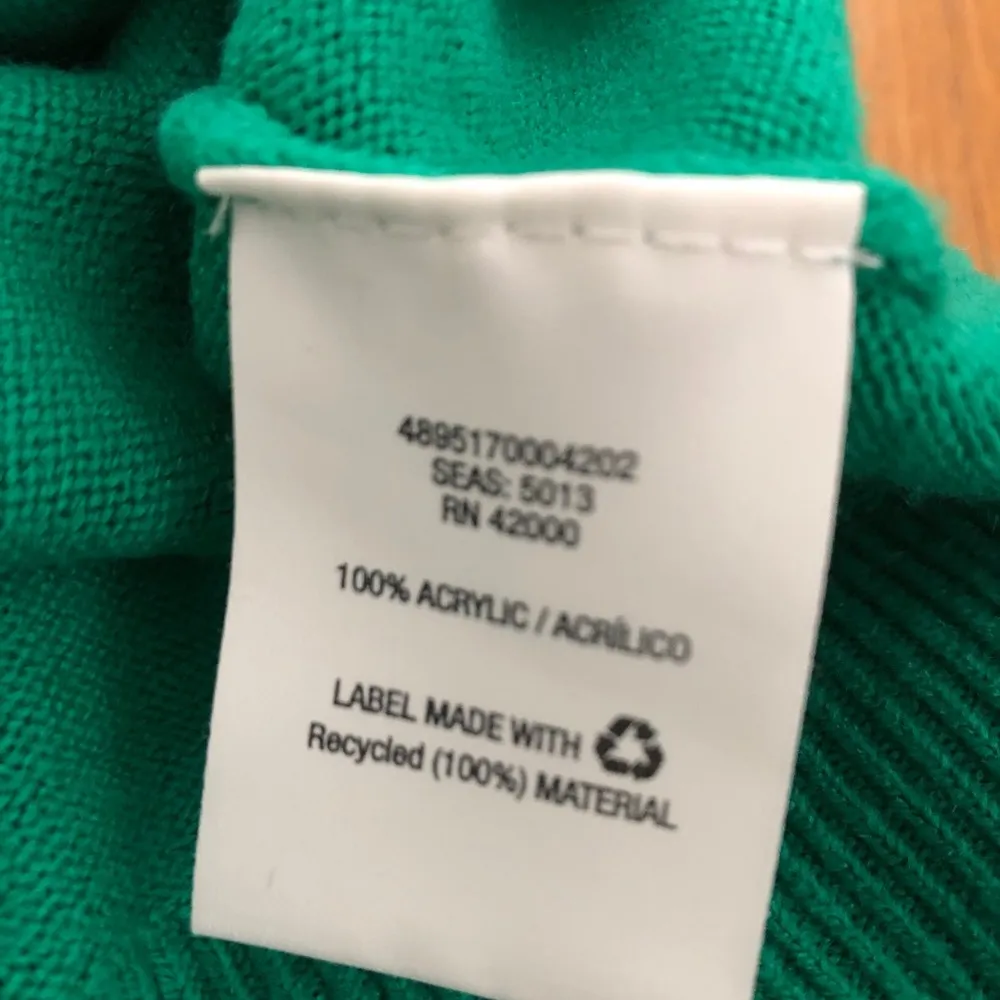 4895170004202
SEAS: 5013
RN 42000
100% ACRYLIC / ACRÍLICO
LABEL MADE WITH
Recycled (100%) MATERIAL